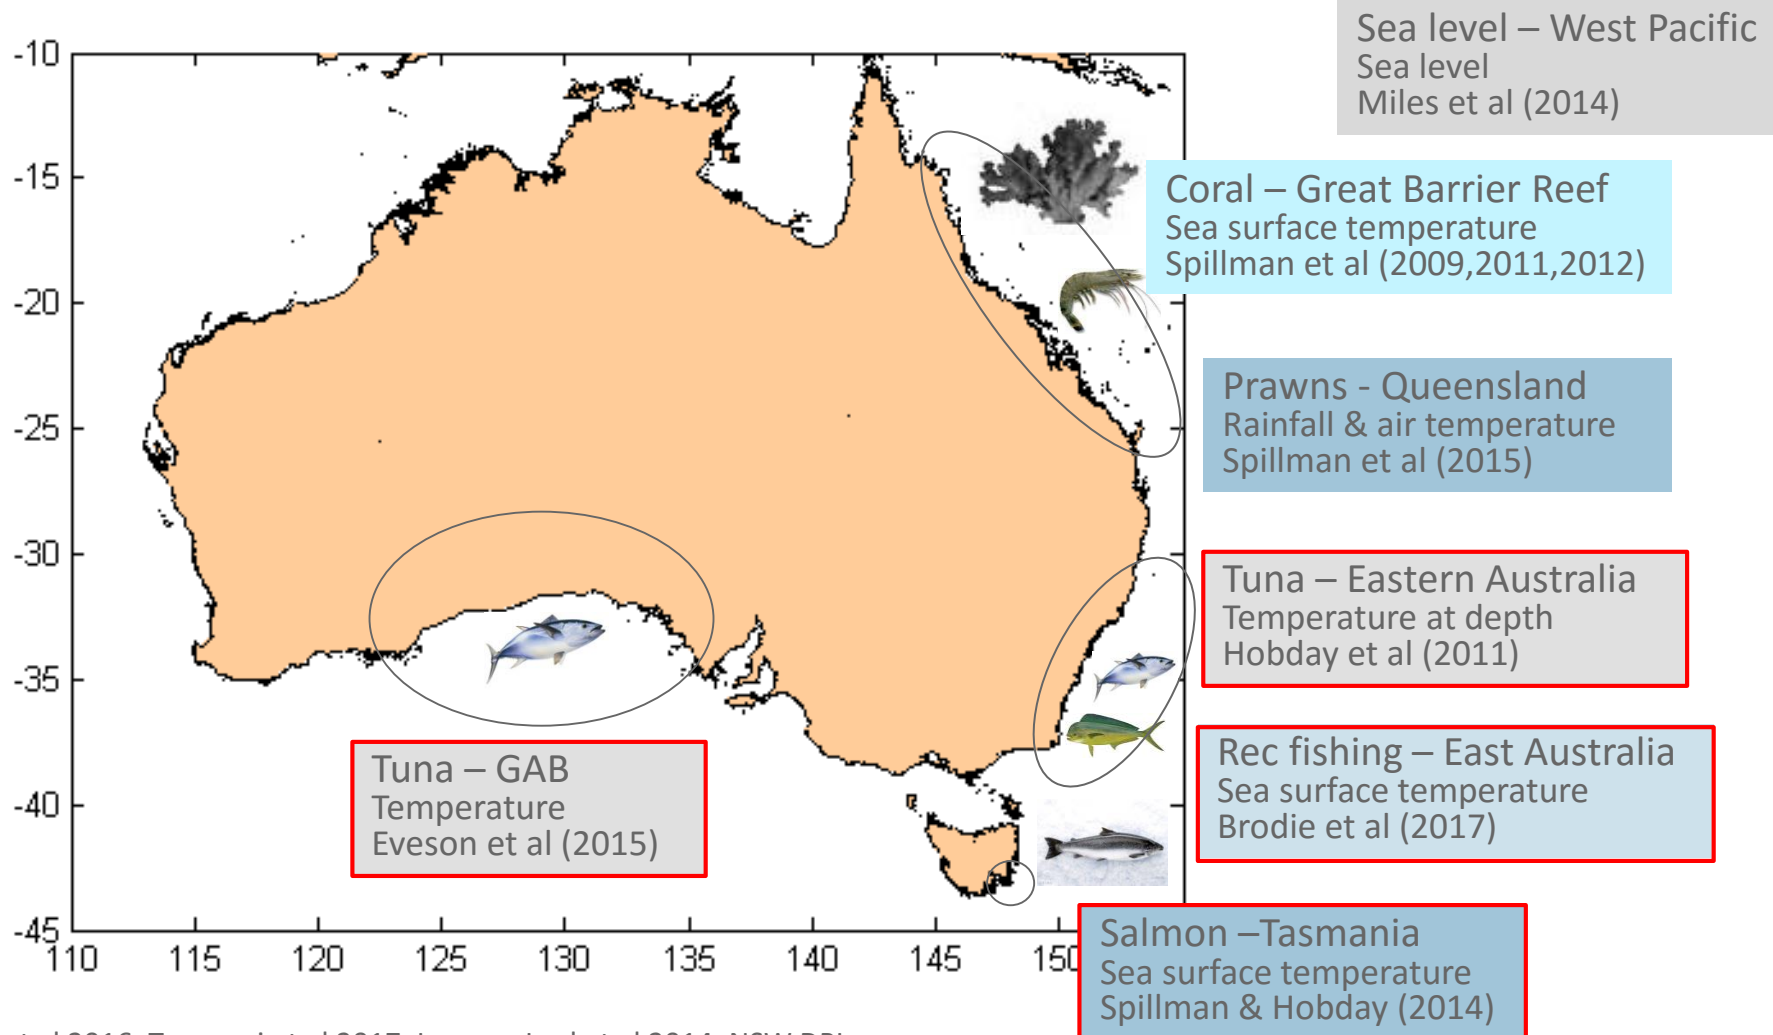 Sea level – West Pacific
Sea level
Miles et al (2014)
Coral – Great Barrier Reef
Sea surface temperature
Spillman et al (2009,2011,2012)
Prawns - Queensland
Rainfall & air temperature
Spillman et al (2015)
Tuna – Eastern Australia
Temperature at depth
Hobday et al (2011)
Rec fishing – East Australia
Sea surface temperature
Brodie et al (2017)
Tuna – GAB
Temperature
Eveson et al (2015)
Salmon –Tasmania
Sea surface temperature
Spillman & Hobday (2014)
-10
-15
-20
-25
-30
-35
-40
-45
110 115 120 125 130 135 140 145 150